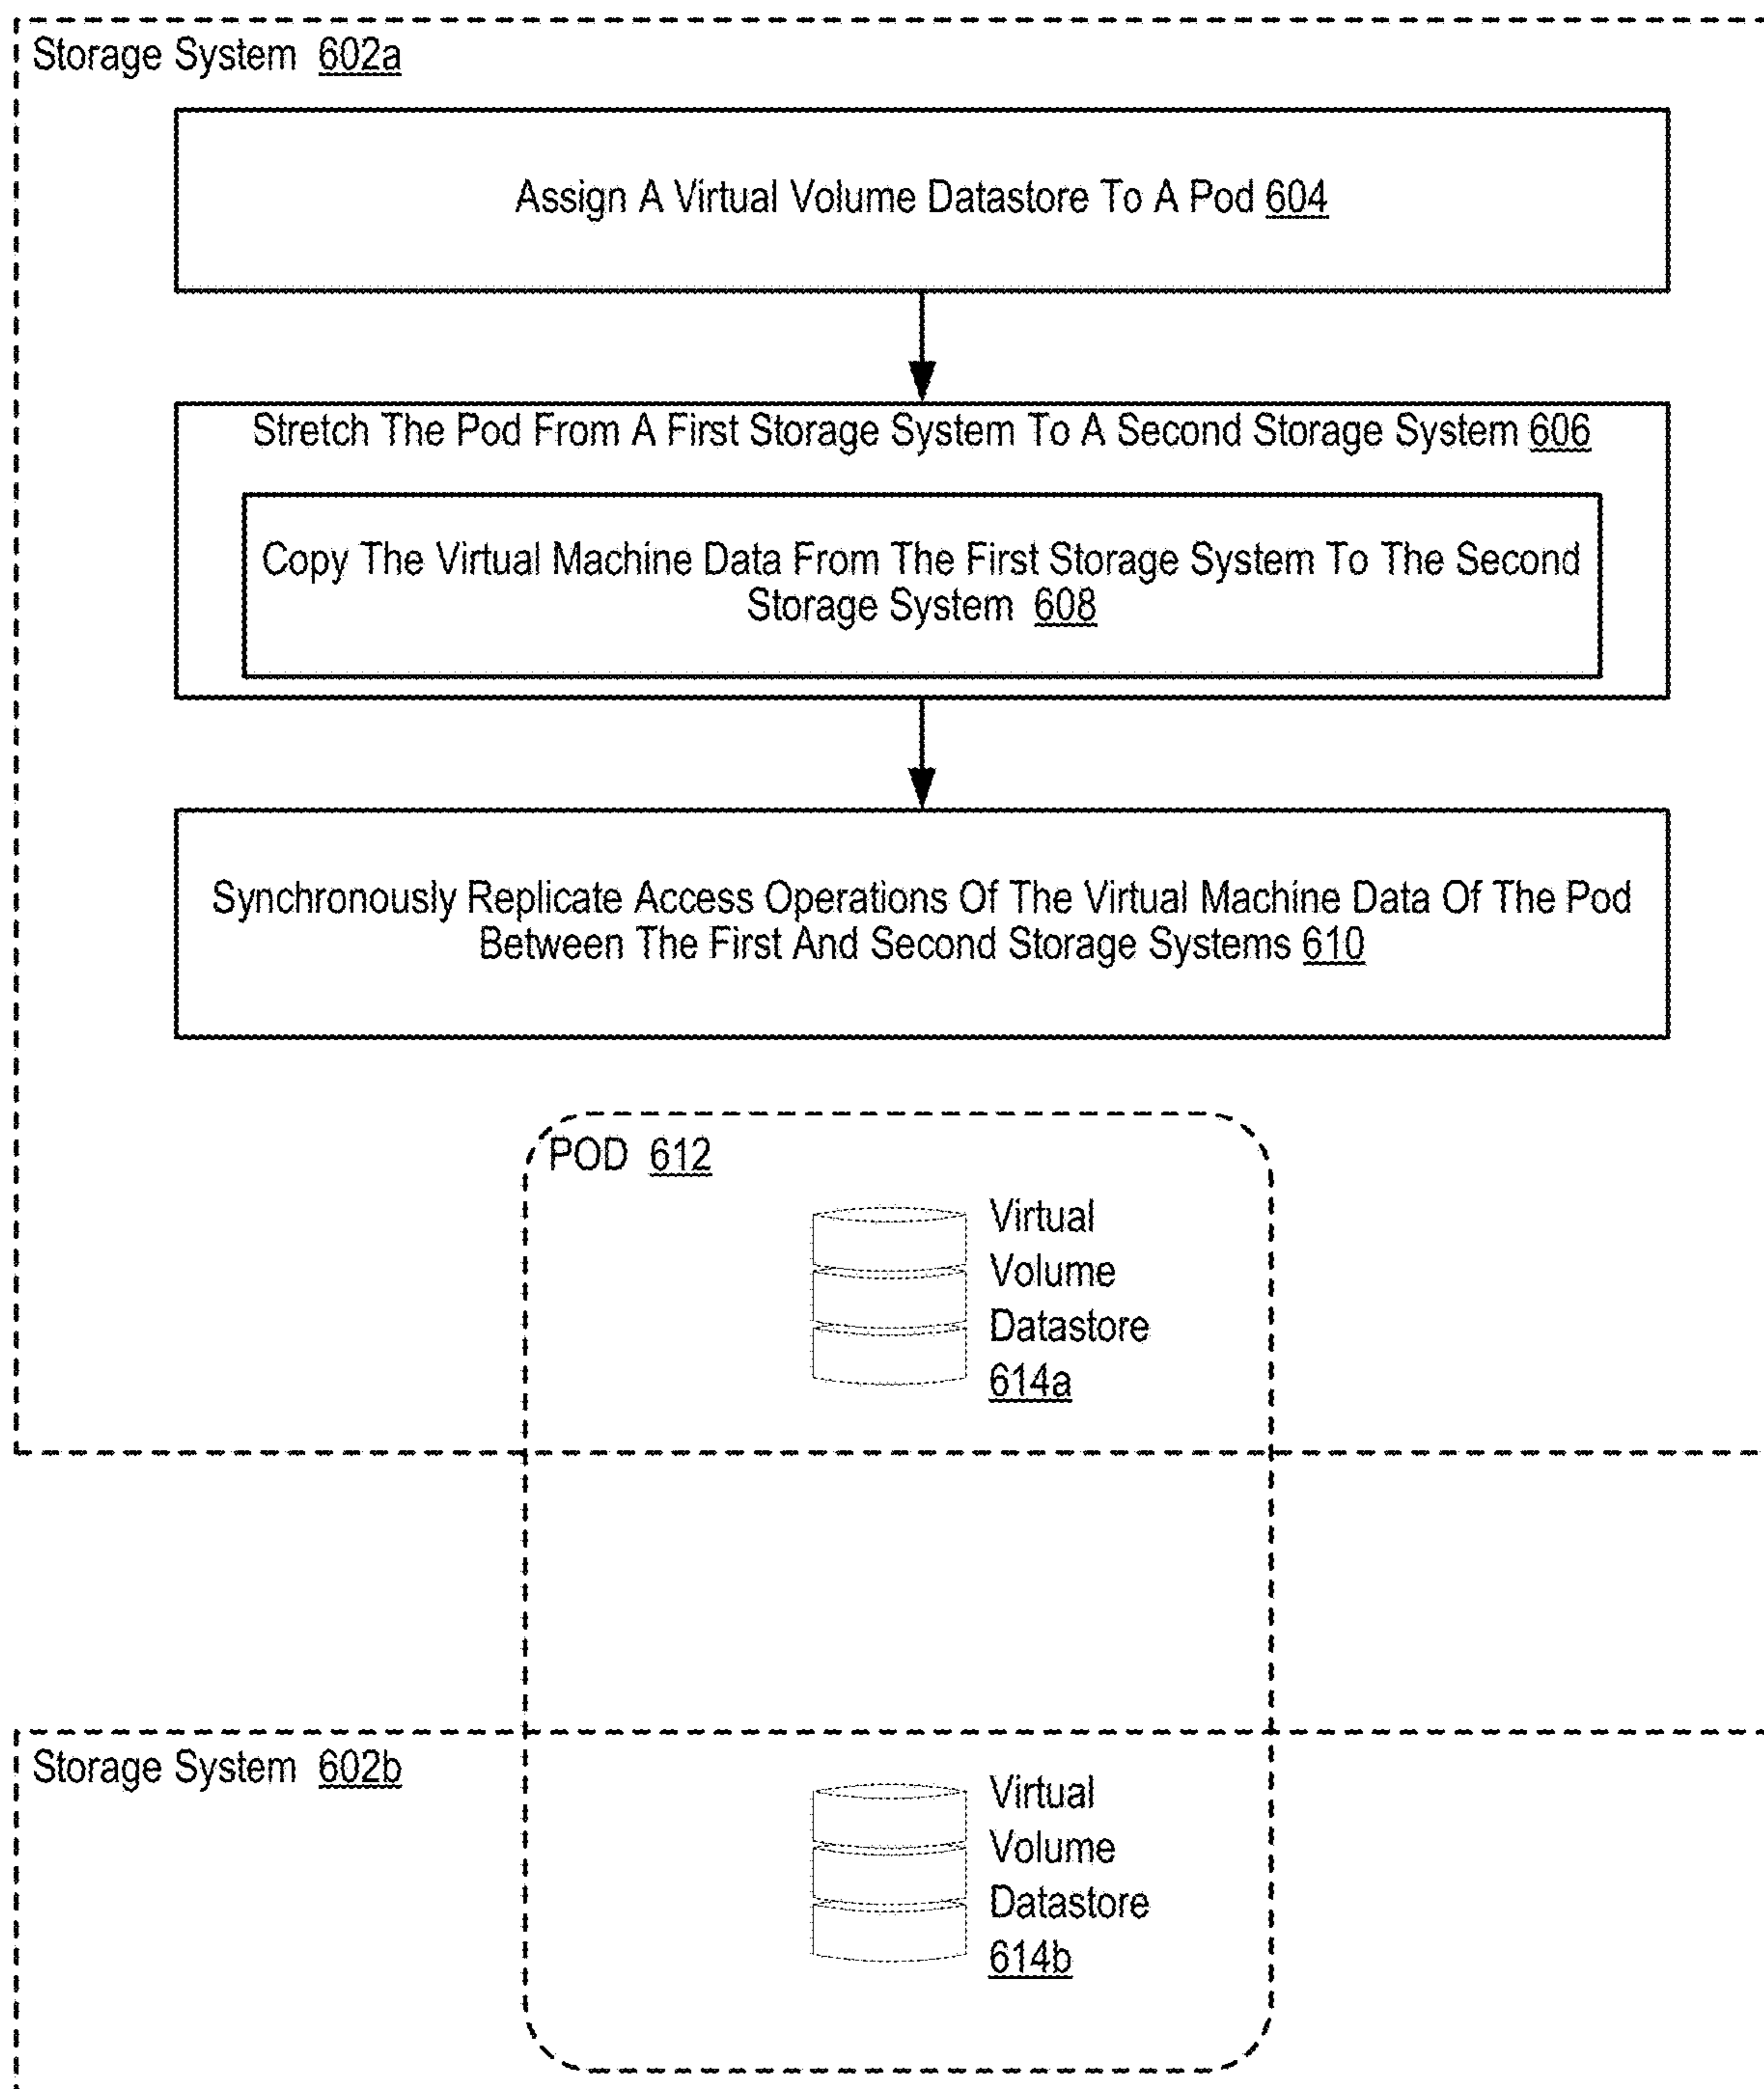 Storage System 602a
Assign A Virtual Volume Datastore To A Pod 604
Stretch The Pod From A First Storage System To A Second Storage System 606
Copy The Virtual Machine Data From The First Storage System To The Second
Storage System 608
Synchronously Replicate Access Operations Of The Virtual Machine Data Of The Pod
Between The First And Second Storage Systems 610
POD 612
Virtual
Volume
Datastore
614a
Storage System 602b
Virtual
Volume
Datastore
614b